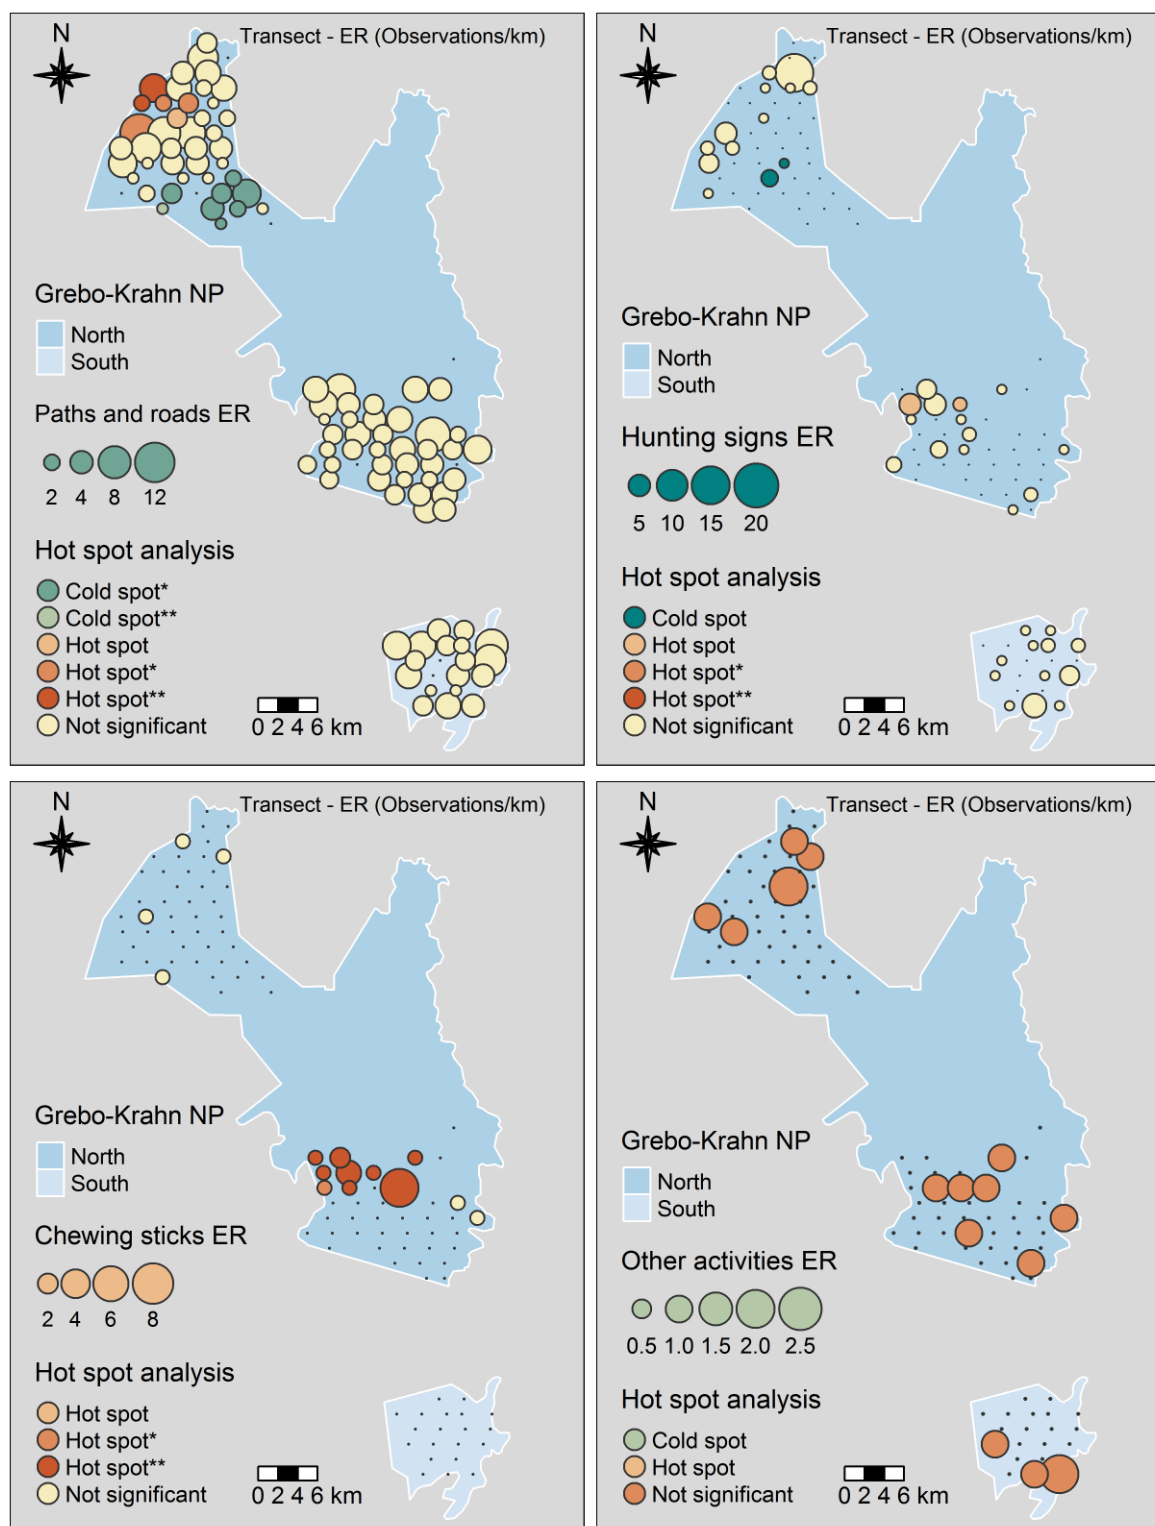 N
Transect - ER (Observations/km)
Grebo-Krahn NP
North
South
Paths and roads ER
2 4 8 12
Hot spot analysis
Cold spot*
Cold spot**
Hot spot
Hot spot*
Hot spot**
Not significant
0 2 4 6 km
N
Transect - ER (Observations/km)
Grebo-Krahn NP
North
South
Hunting signs ER
5 10 15 20
Hot spot analysis
Cold spot
Hot spot
Hot spot*
Hot spot**
Not significant
0 2 4 6 km
N
Transect - ER (Observations/km)
Grebo-Krahn NP
North
South
Chewing sticks ER
2 4 6 8
Hot spot analysis
Hot spot
Hot spot*
Hot spot**
Not significant
0 2 4 6 km
N
Transect - ER (Observations/km)
Grebo-Krahn NP
North
South
Other activities ER
0.5 1.0 1.5 2.0 2.5
Hot spot analysis
Cold spot
Hot spot
Not significant
0 2 4 6 km